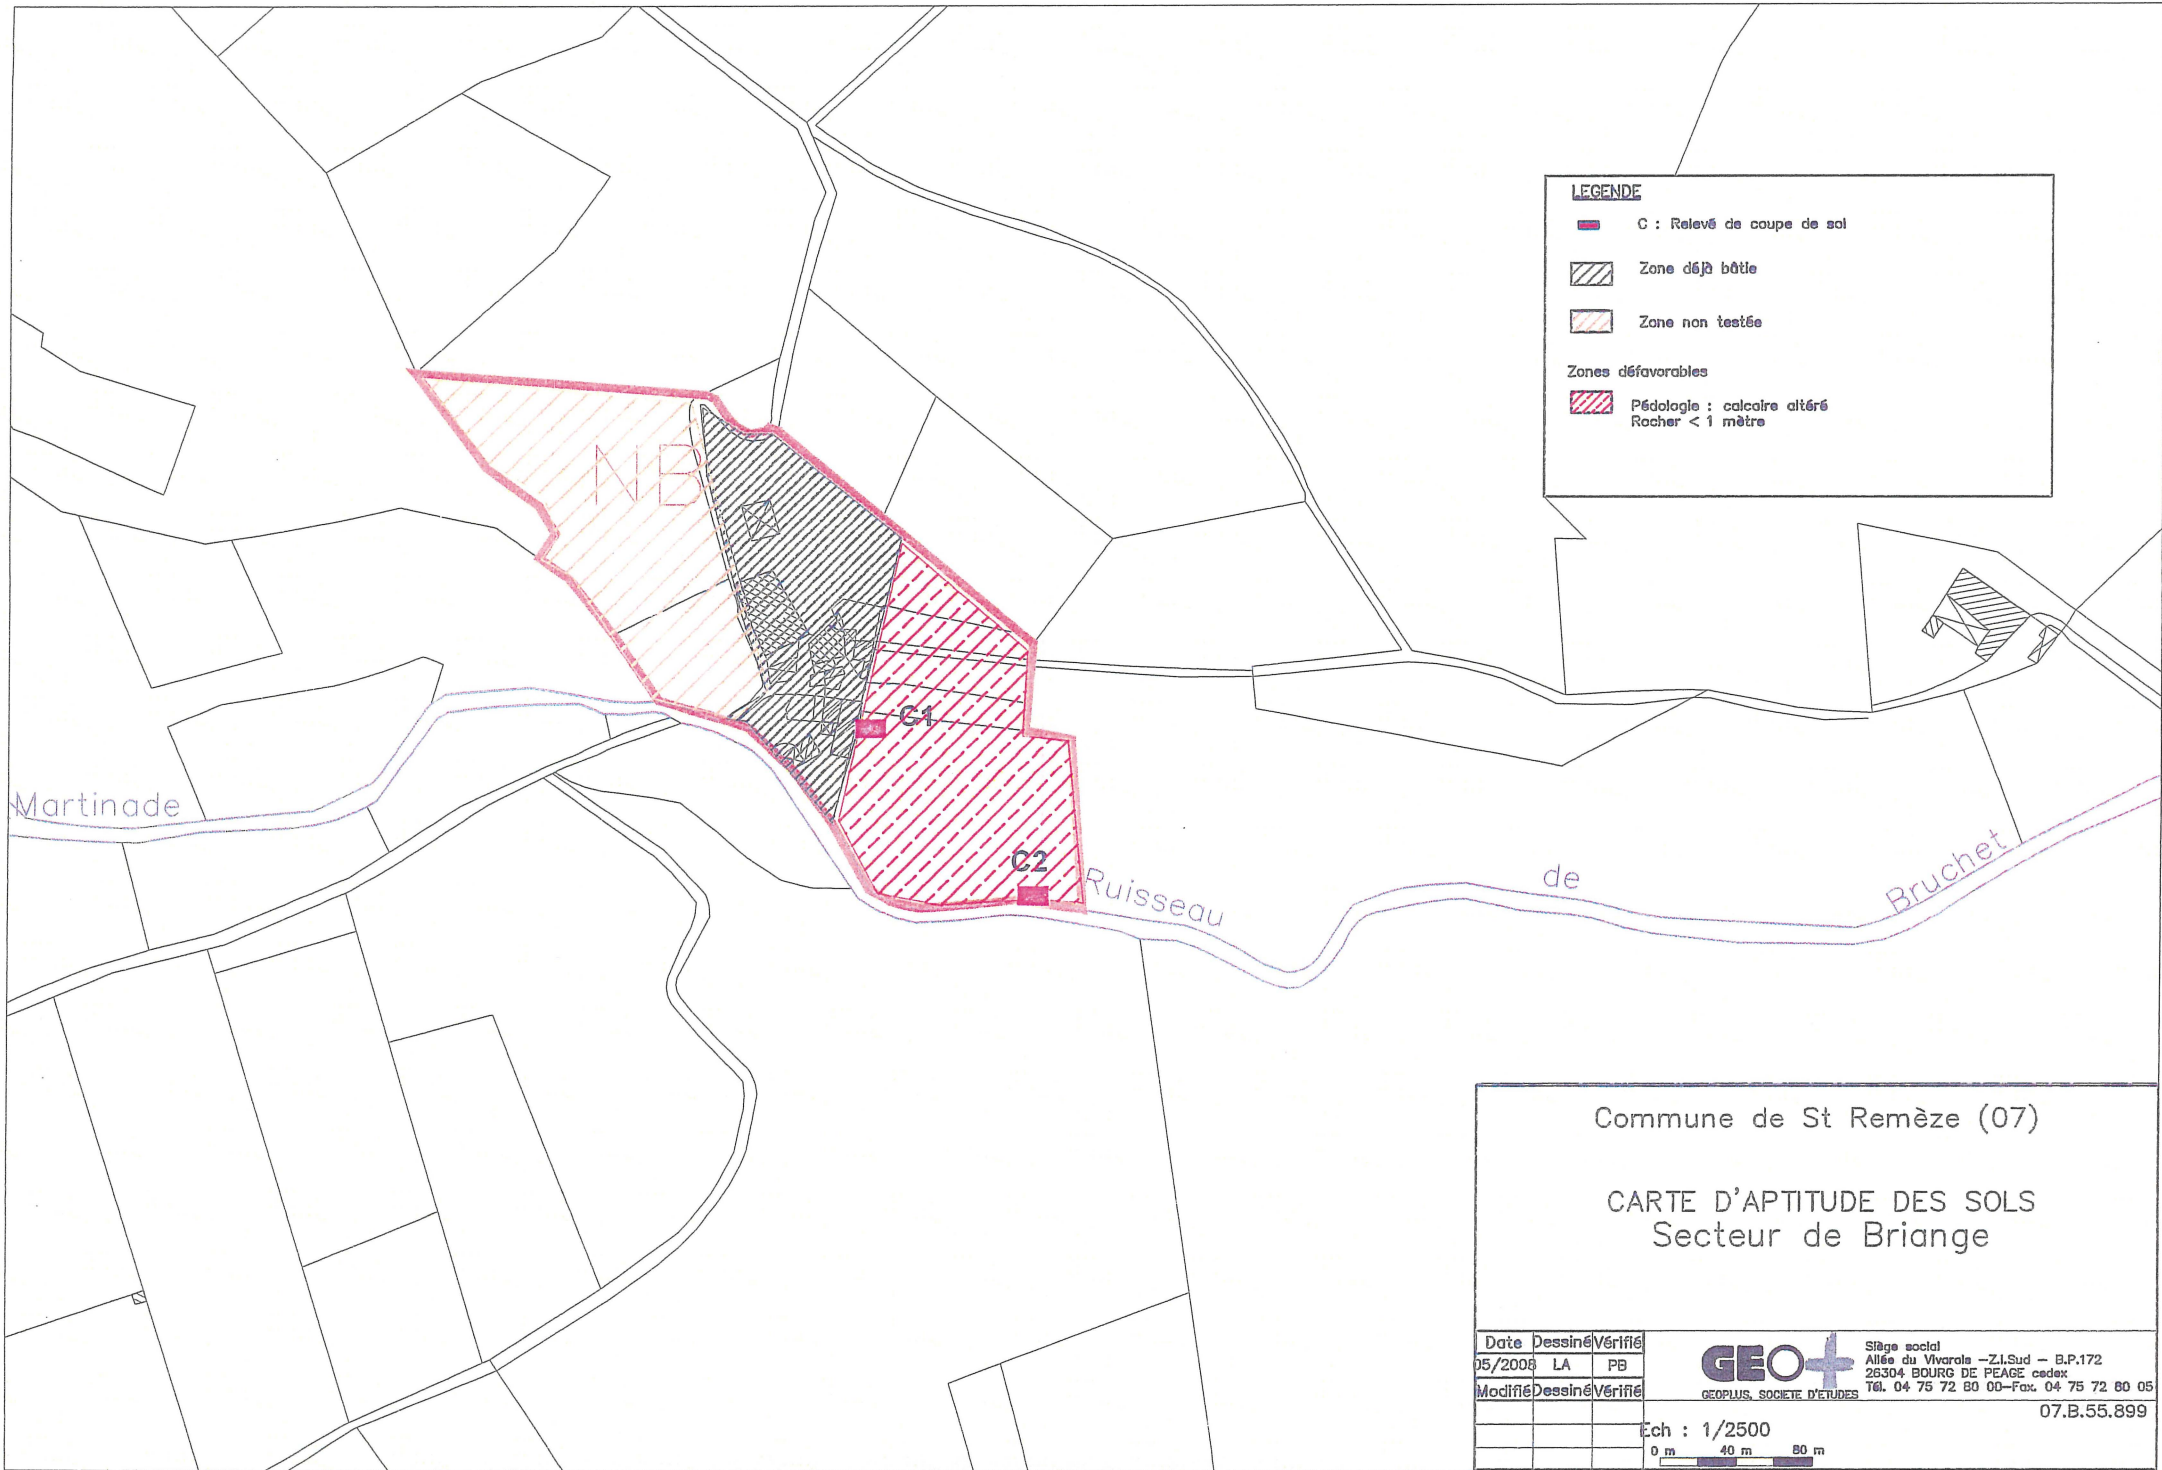 LEGENDE
C : Relevé de coupe de sol
Zone déjà bâtie
Zone non testée
Zones défavorables
Pédologie : calcaire altéré
Rocher < 1 mètre
NB
C1
C2
Martinade
Ruisseau
de
Bruchet
Commune de St Remèze (07)
CARTE D'APTITUDE DES SOLS
Secteur de Briange
Date Dessiné Vérifié
05/2008 LA PB
Modifié Dessiné Vérifié
GEO+
GEOPLUS, SOCIETE D'ETUDES
Siège social
Allée du Vivarais -Z.I.Sud - B.P.172
26304 BOURG DE PEAGE cedex
Tél. 04 75 72 80 00-Fax. 04 75 72 80 05
07.B.55.899
Ech : 1/2500
0 m 40 m 80 m